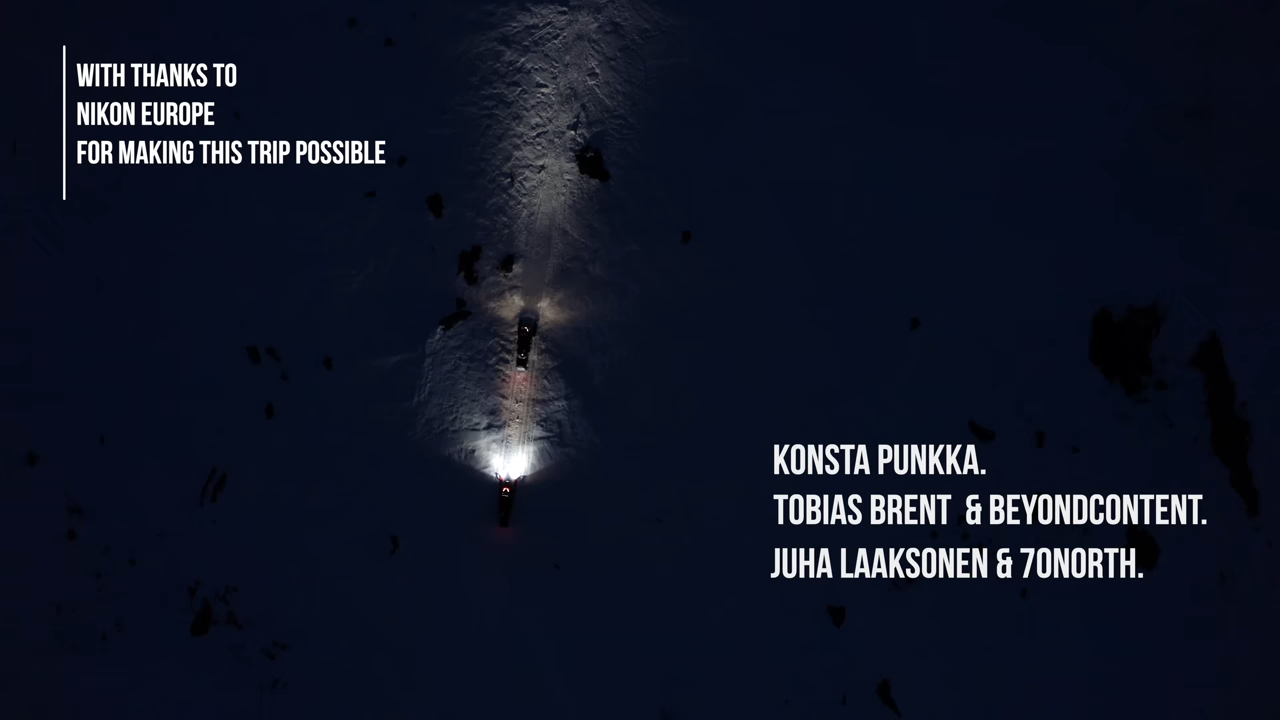 WITH THANKS TO
NIKON EUROPE
FOR MAKING THIS TRIP POSSIBLE
KONSTA PUNKKA.
TOBIAS BRENT & BEYONDCONTENT.
JUHA LAAKSONEN & 70NORTH.